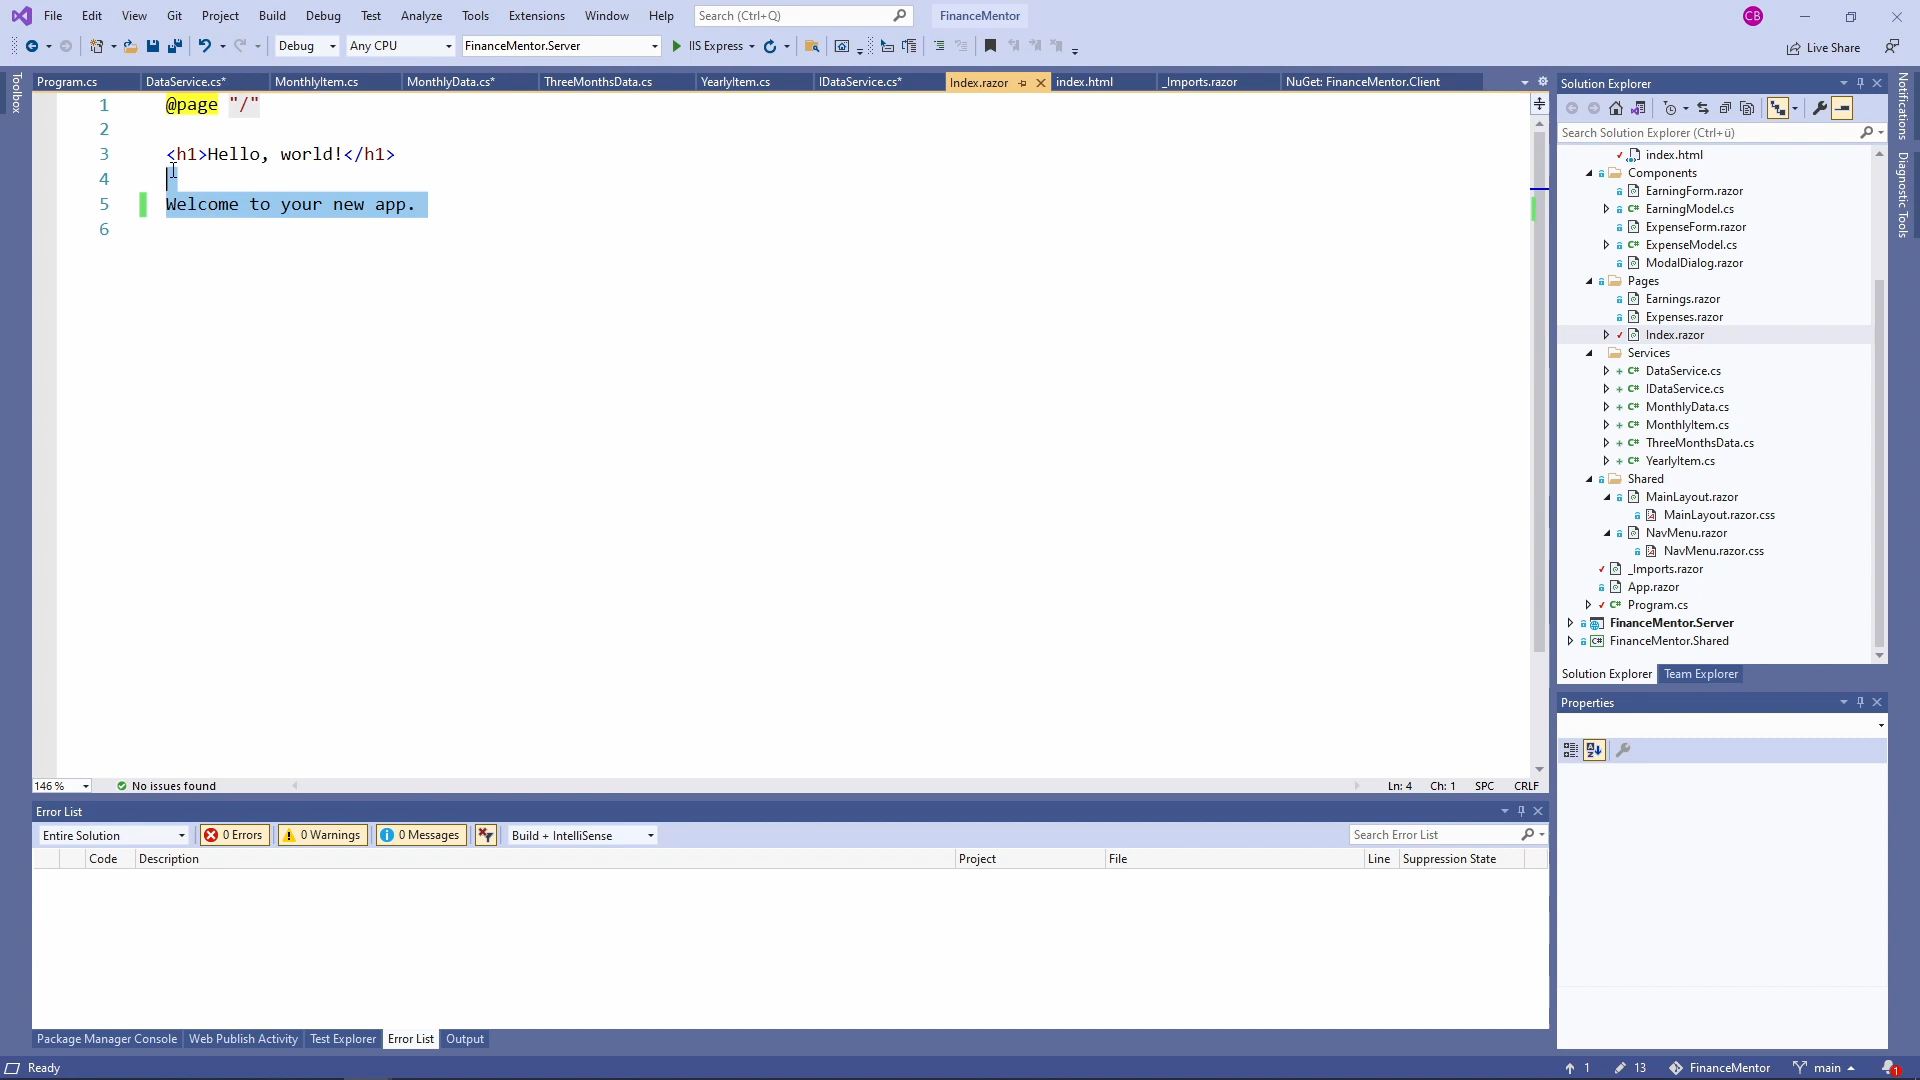 File Edit View Git Project Build Debug Test Analyze Tools Extensions Window Help Search (Ctrl+Q) FinanceMentor CB
Debug Any CPU FinanceMentor.Server IIS Express Live Share
Toolbox
Program.cs DataService.cs* MonthlyItem.cs MonthlyData.cs* ThreeMonthsData.cs YearlyItem.cs IDataService.cs* Index.razor index.html _Imports.razor NuGet: FinanceMentor.Client
1 @page "/"
2
3 <h1>Hello, world!</h1>
4
5 Welcome to your new app.
6
146 % No issues found Ln: 4 Ch: 1 SPC CRLF
Error List
Entire Solution 0 Errors 0 Warnings 0 Messages Build + IntelliSense Search Error List
Code Description Project File Line Suppression State
Package Manager Console Web Publish Activity Test Explorer Error List Output
Solution Explorer
Search Solution Explorer (Ctrl+ü)
index.html
Components
EarningForm.razor
C# EarningModel.cs
ExpenseForm.razor
C# ExpenseModel.cs
ModalDialog.razor
Pages
Earnings.razor
Expenses.razor
Index.razor
Services
C# DataService.cs
C# IDataService.cs
C# MonthlyData.cs
C# MonthlyItem.cs
C# ThreeMonthsData.cs
C# YearlyItem.cs
Shared
MainLayout.razor
MainLayout.razor.css
NavMenu.razor
NavMenu.razor.css
_Imports.razor
App.razor
C# Program.cs
FinanceMentor.Server
C# FinanceMentor.Shared
Solution Explorer Team Explorer
Properties
Notifications
Diagnostic Tools
Ready 1 13 FinanceMentor main 1